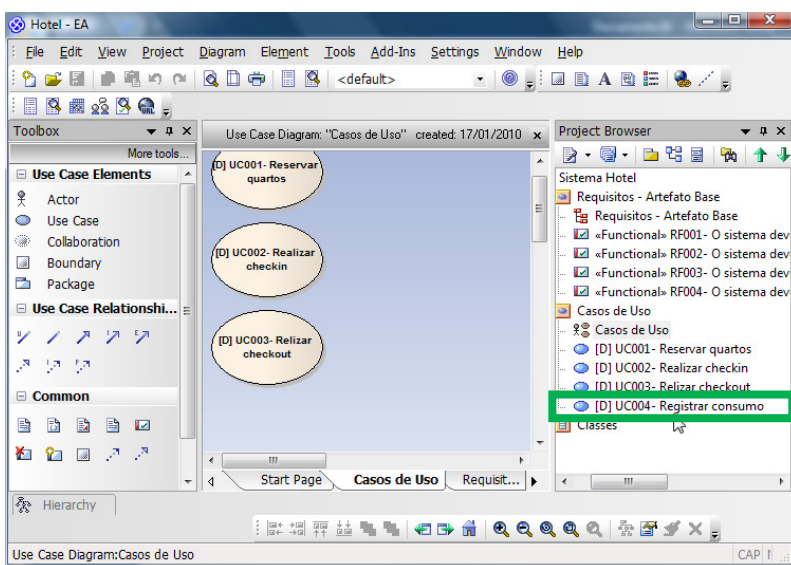 Hotel - EA
File Edit View Project Diagram Element Tools Add-Ins Settings Window Help
<default>
Toolbox
More tools...
Use Case Elements
Actor
Use Case
Collaboration
Boundary
Package
Use Case Relationshi...
Common
Use Case Diagram: "Casos de Uso" created: 17/01/2010
[D] UC001- Reservar
quartos
[D] UC002- Realizar
checkin
[D] UC003- Relizar
checkout
Start Page Casos de Uso Requisit...
Project Browser
Sistema Hotel
Requisitos - Artefato Base
Requisitos - Artefato Base
«Functional» RF001- O sistema dev
«Functional» RF002- O sistema dev
«Functional» RF003- O sistema dev
«Functional» RF004- O sistema dev
Casos de Uso
Casos de Uso
[D] UC001- Reservar quartos
[D] UC002- Realizar checkin
[D] UC003- Relizar checkout
[D] UC004- Registrar consumo
Classes
Hierarchy
Use Case Diagram:Casos de Uso
CAP